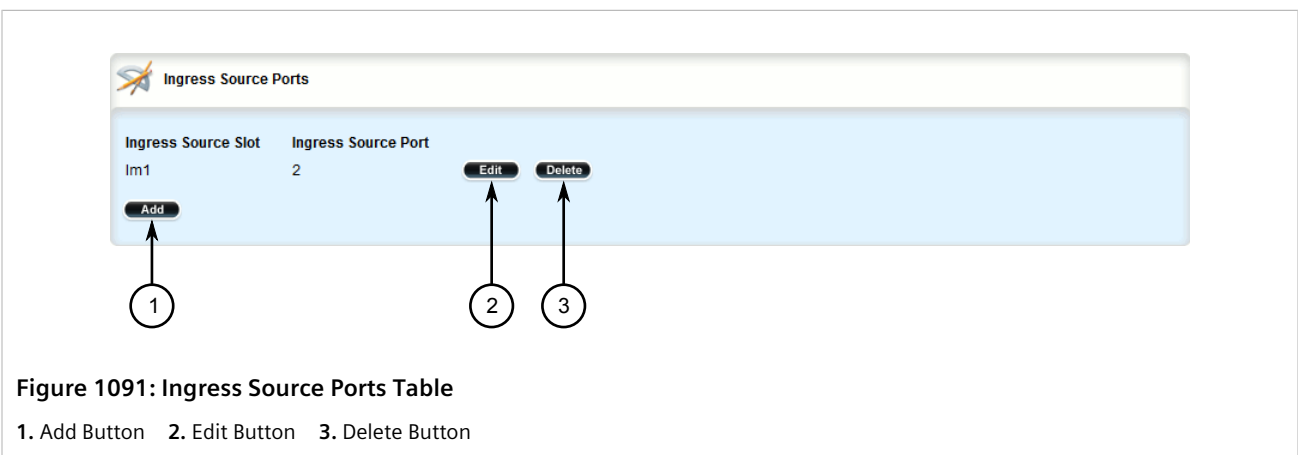 Ingress Source Ports
Ingress Source Slot Ingress Source Port
lm1 2 Edit Delete
Add
1 2 3
Figure 1091: Ingress Source Ports Table
1. Add Button 2. Edit Button 3. Delete Button